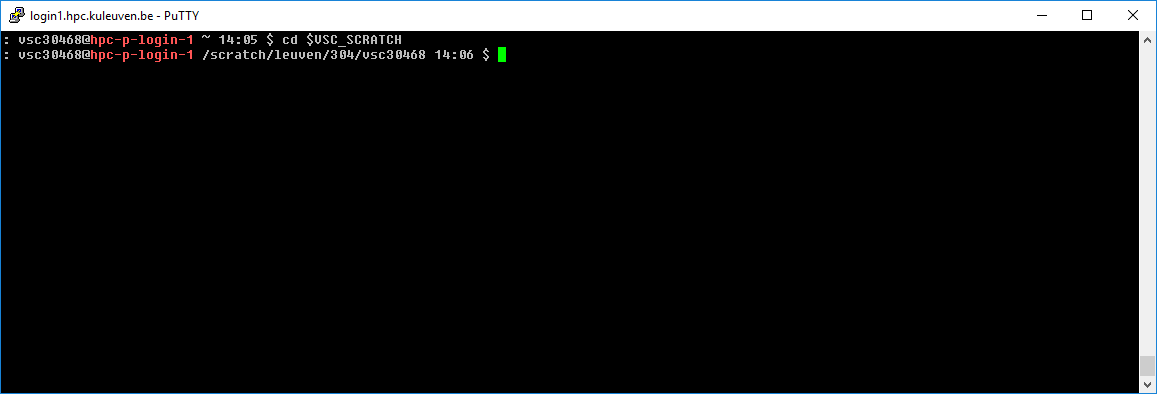 login1.hpc.kuleuven.be - PuTTY
: vsc30468@hpc-p-login-1 ~ 14:05 $ cd $VSC_SCRATCH
: vsc30468@hpc-p-login-1 /scratch/leuven/304/vsc30468 14:06 $